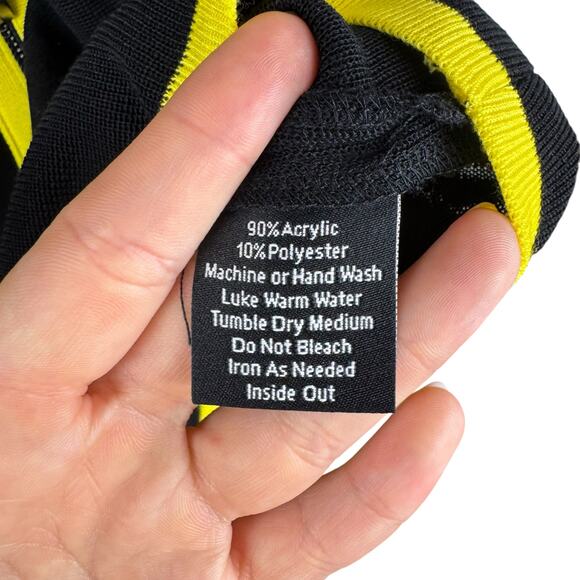 90% Acrylic
10% Polyester
Machine or Hand Wash
Luke Warm Water
Tumble Dry Medium
Do Not Bleach
Iron As Needed
Inside Out